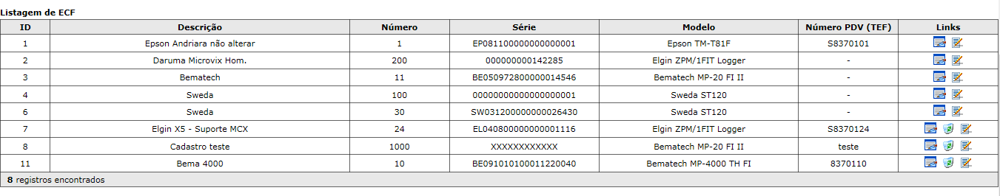 Listagem de ECF
ID Descrição Número Série Modelo Número PDV (TEF) Links
1 Epson Andriara não alterar 1 EP081100000000000001 Epson TM-T81F S8370101
2 Daruma Microvix Hom. 200 000000000142285 Elgin ZPM/1FIT Logger -
3 Bematech 11 BE050972800000014546 Bematech MP-20 FI II -
4 Sweda 100 00000000000000000001 Sweda ST120 -
6 Sweda 30 SW031200000000026430 Sweda ST120 -
7 Elgin X5 - Suporte MCX 24 EL040800000000001116 Elgin ZPM/1FIT Logger S8370124
8 Cadastro teste 1000 XXXXXXXXXXXX Bematech MP-20 FI II teste
11 Bema 4000 10 BE091010100011220040 Bematech MP-4000 TH FI 8370110
8 registros encontrados